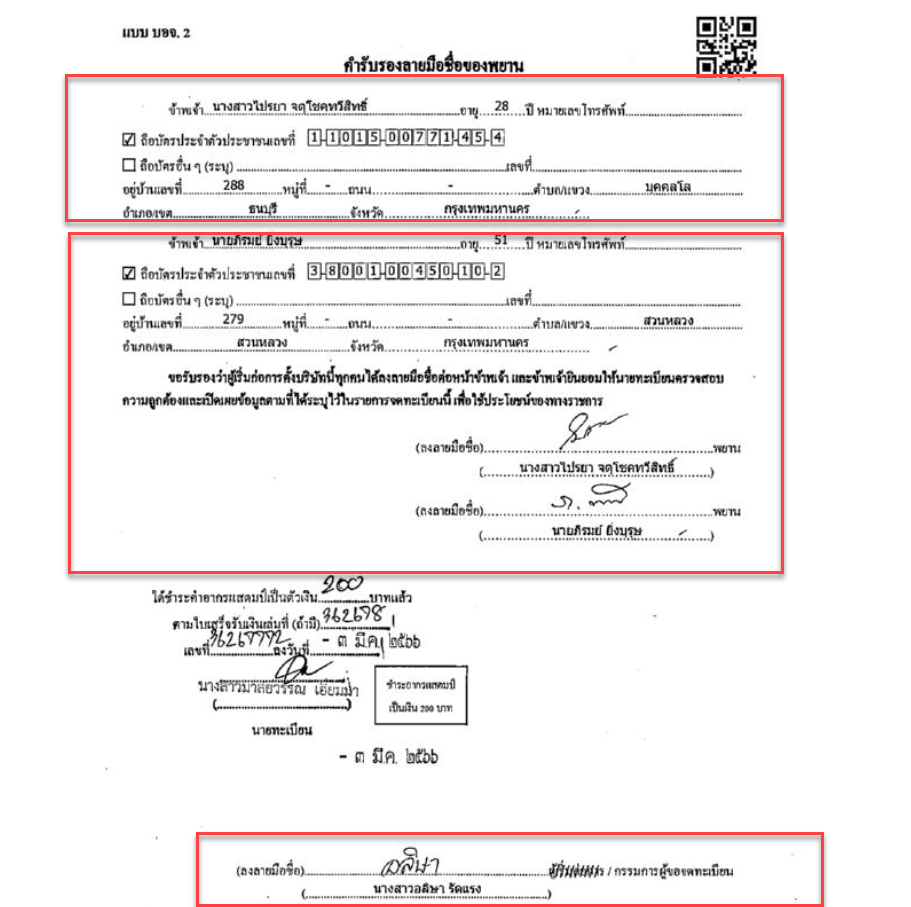 แบบ บอจ. 2
คำรับรองลายมือชื่อของพยาน
ข้าพเจ้า นางสาวไปรยา จตุโชคทวีสิทธิ์ อายุ 28 ปี หมายเลขโทรศัพท์
☑ ถือบัตรประจำตัวประชาชนเลขที่ 1-1015-00771-45-4
☐ ถือบัตรอื่น ๆ (ระบุ) เลขที่
อยู่บ้านเลขที่ 288 หมู่ที่ - ถนน - ตำบล/แขวง บุคคโล
อำเภอ/เขต ธนบุรี จังหวัด กรุงเทพมหานคร
ข้าพเจ้า นายภิรมย์ ยิ่งบุรุษ อายุ 51 ปี หมายเลขโทรศัพท์
☑ ถือบัตรประจำตัวประชาชนเลขที่ 3-8001-00450-10-2
☐ ถือบัตรอื่น ๆ (ระบุ) เลขที่
อยู่บ้านเลขที่ 279 หมู่ที่ - ถนน - ตำบล/แขวง สวนหลวง
อำเภอ/เขต สวนหลวง จังหวัด กรุงเทพมหานคร
ขอรับรองว่าผู้เริ่มก่อการตั้งบริษัทนี้ทุกคนได้ลงลายมือชื่อต่อหน้าข้าพเจ้า และข้าพเจ้ายินยอมให้นายทะเบียนตรวจสอบ
ความถูกต้องและเปิดเผยข้อมูลตามที่ได้ระบุไว้ในรายการจดทะเบียนนี้ เพื่อใช้ประโยชน์ของทางราชการ
(ลงลายมือชื่อ) พยาน
( นางสาวไปรยา จตุโชคทวีสิทธิ์ )
(ลงลายมือชื่อ) พยาน
( นายภิรมย์ ยิ่งบุรุษ )
ได้ชำระค่าอากรแสตมป์เป็นตัวเงิน 200 บาทแล้ว
ตามใบเสร็จรับเงินเล่มที่ (ถ้ามี) 362698
เลขที่ ลงวันที่ - ๓ มี.ค. ๒๕๖๖
นางสาวมาลัยวรรณ เอี่ยมม่า
ชำระอากรแสตมป์
เป็นเงิน 200 บาท
นายทะเบียน
- ๓ มี.ค. ๒๕๖๖
(ลงลายมือชื่อ) อลิษา / กรรมการผู้ขอจดทะเบียน
( นางสาวอลิษา รัดแรง )